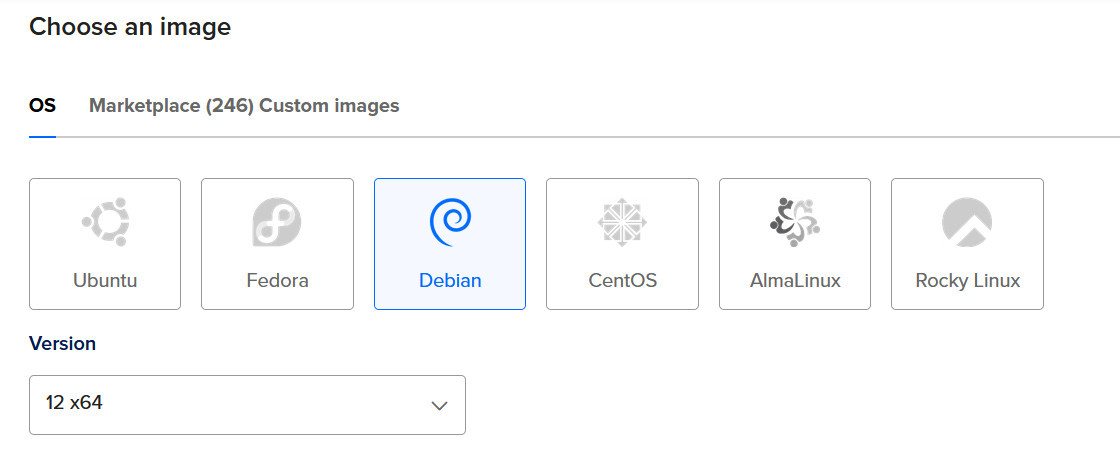 Choose an image
OS Marketplace (246) Custom images
Ubuntu Fedora Debian CentOS AlmaLinux Rocky Linux
Version
12 x64